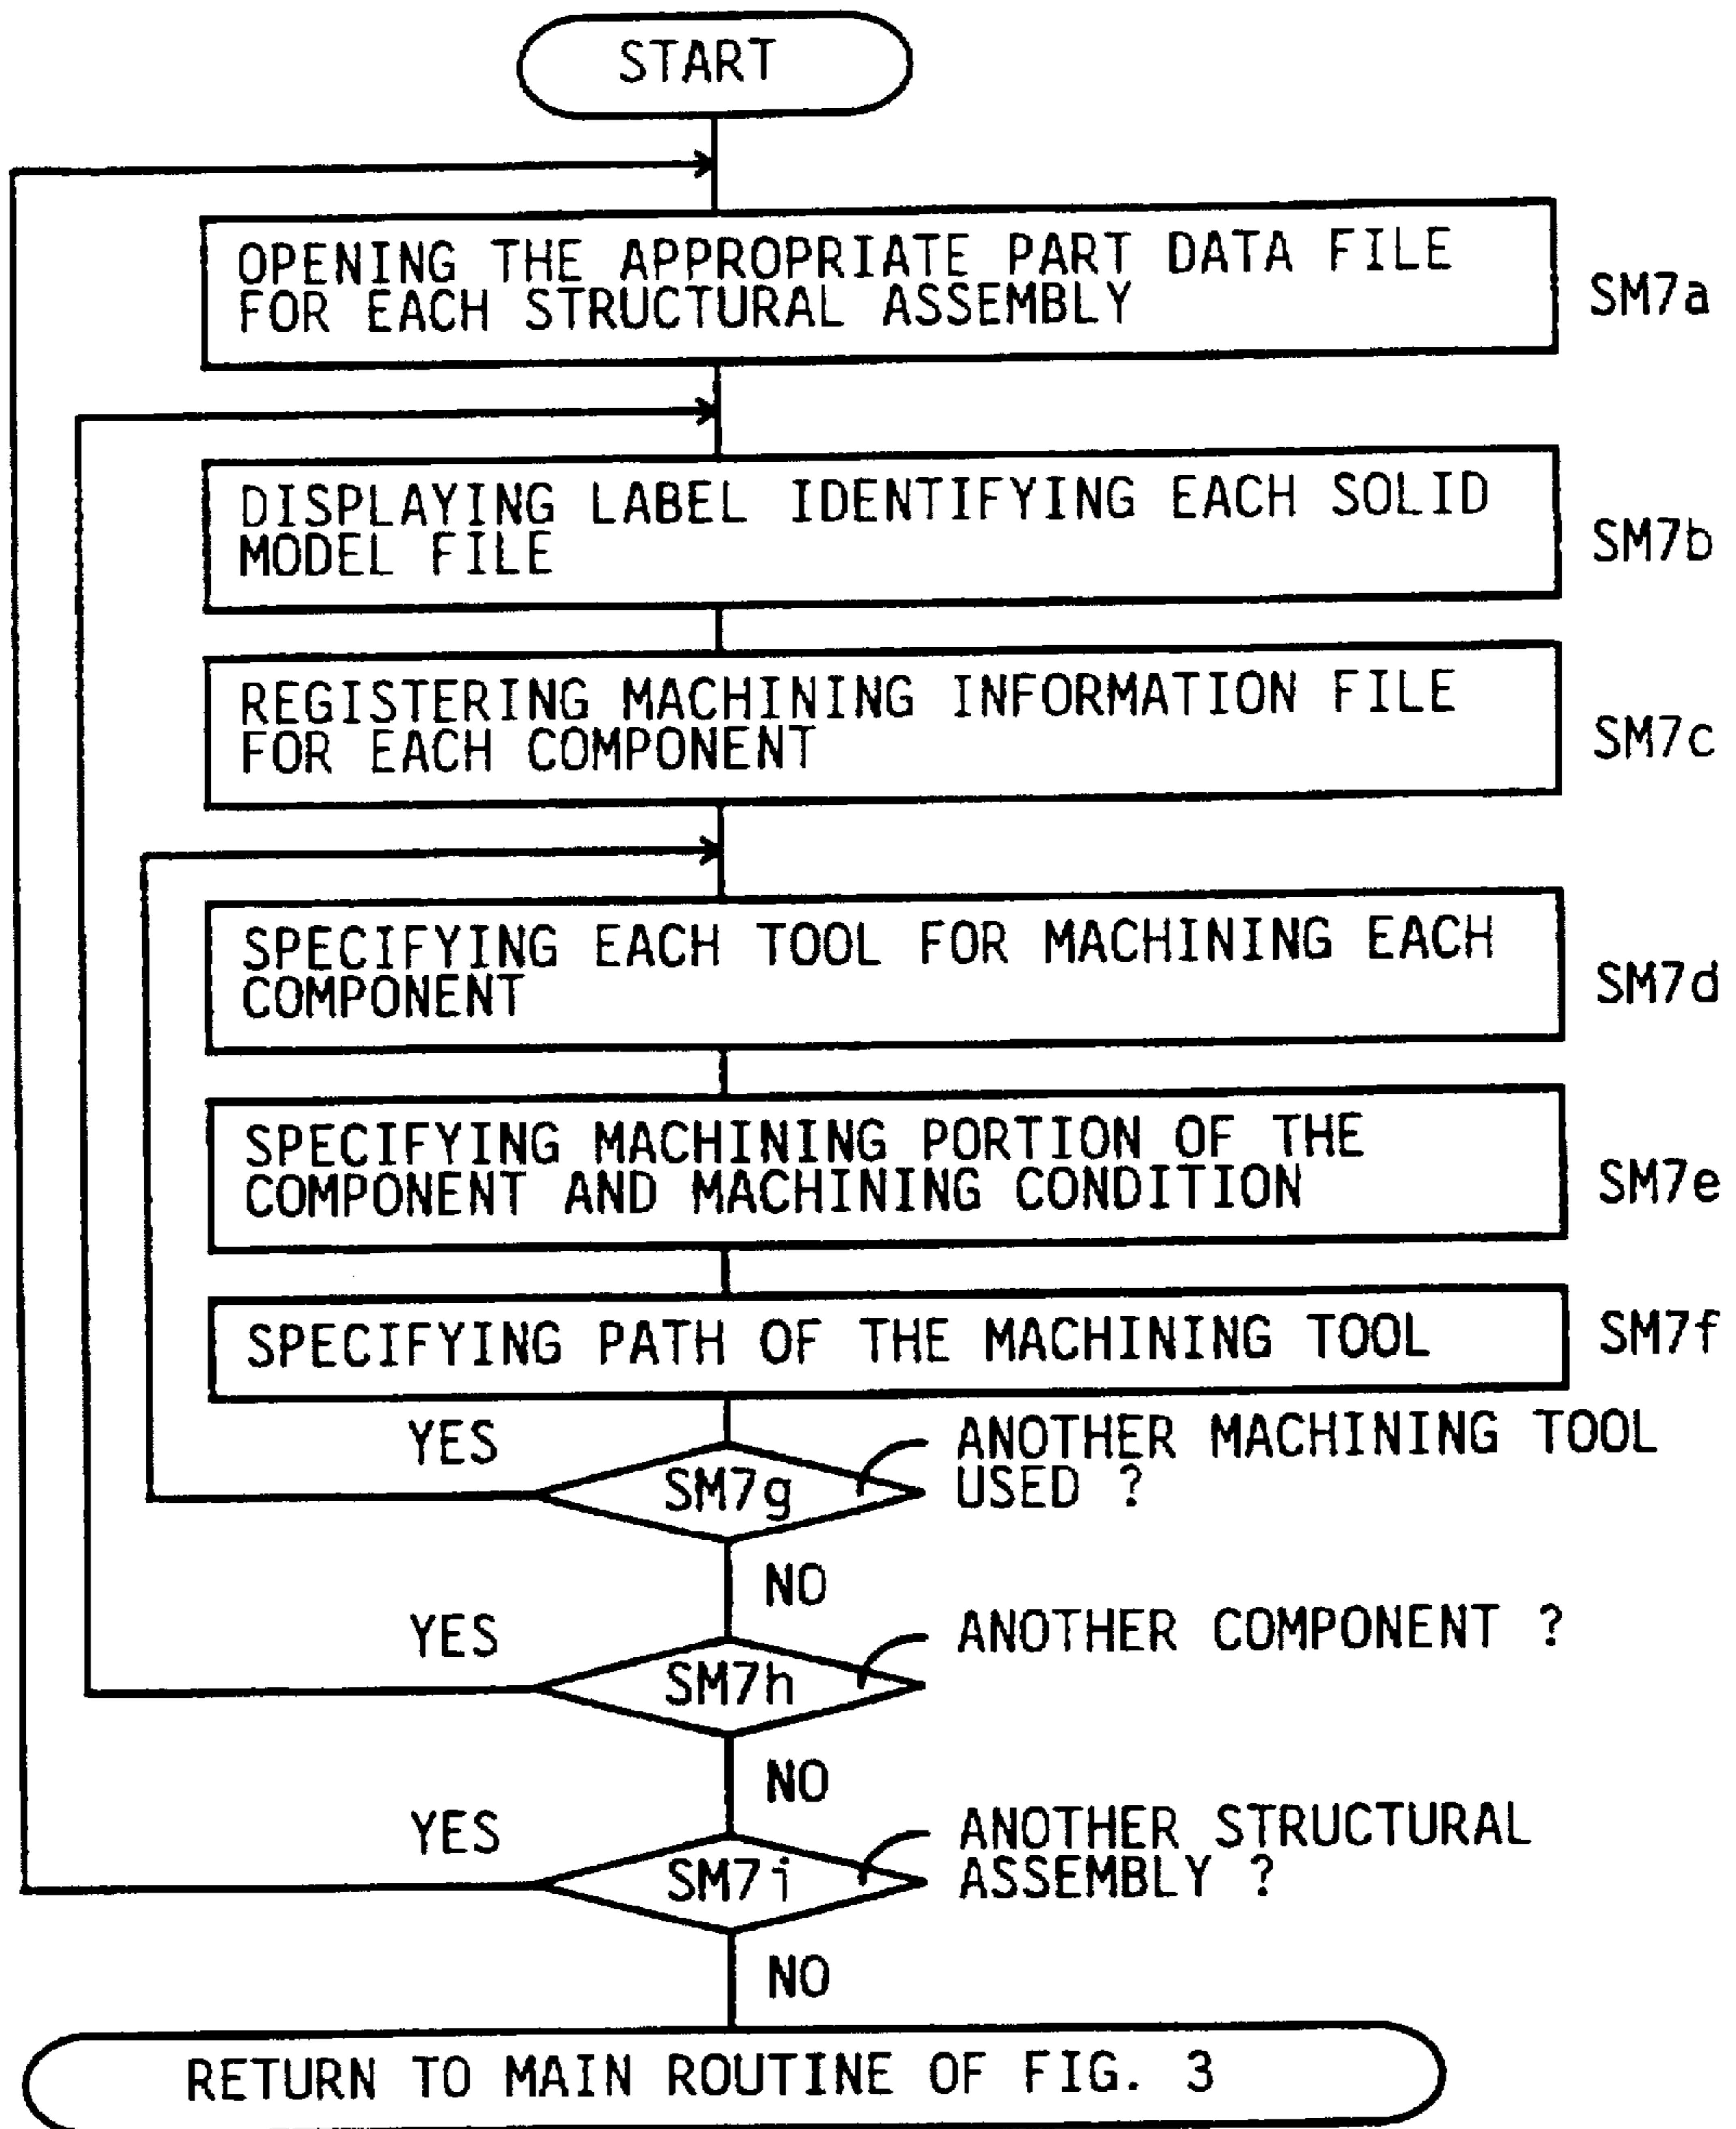 START
OPENING THE APPROPRIATE PART DATA FILE
FOR EACH STRUCTURAL ASSEMBLY
SM7a
DISPLAYING LABEL IDENTIFYING EACH SOLID
MODEL FILE
SM7b
REGISTERING MACHINING INFORMATION FILE
FOR EACH COMPONENT
SM7c
SPECIFYING EACH TOOL FOR MACHINING EACH
COMPONENT
SM7d
SPECIFYING MACHINING PORTION OF THE
COMPONENT AND MACHINING CONDITION
SM7e
SPECIFYING PATH OF THE MACHINING TOOL
SM7f
YES
SM7g
ANOTHER MACHINING TOOL
USED ?
NO
YES
SM7h
ANOTHER COMPONENT ?
NO
YES
SM7i
ANOTHER STRUCTURAL
ASSEMBLY ?
NO
RETURN TO MAIN ROUTINE OF FIG. 3